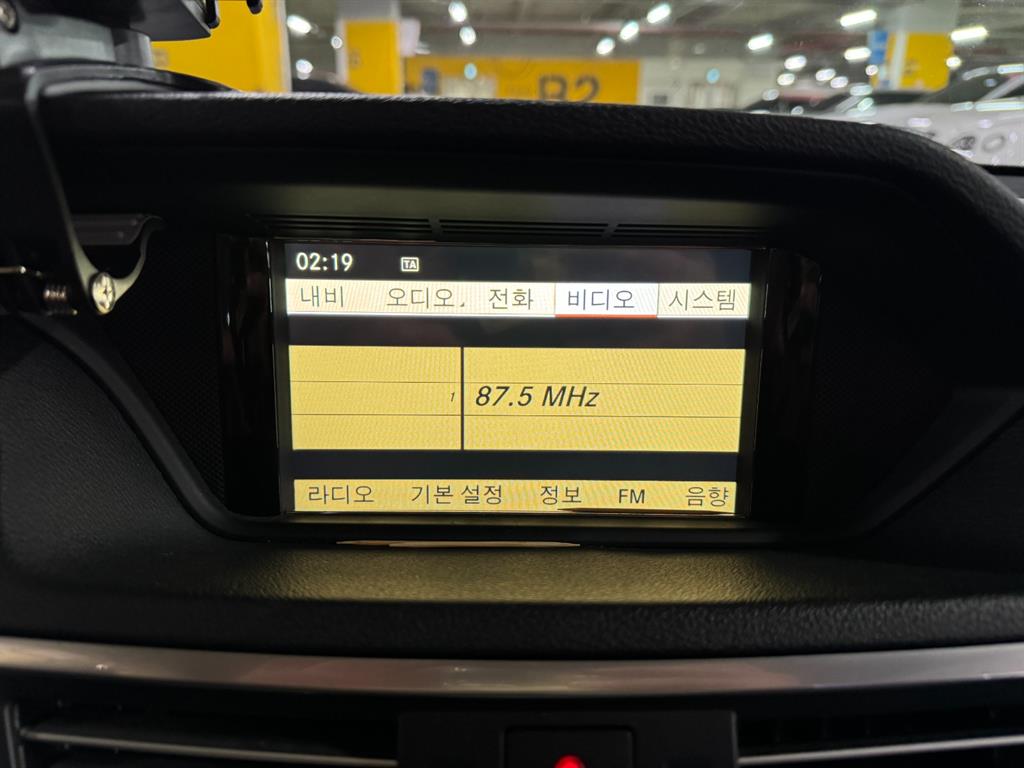 B2
02:19 TA
내비 오디오 전화 비디오 시스템
1 87.5 MHz
라디오 기본 설정 정보 FM 음향